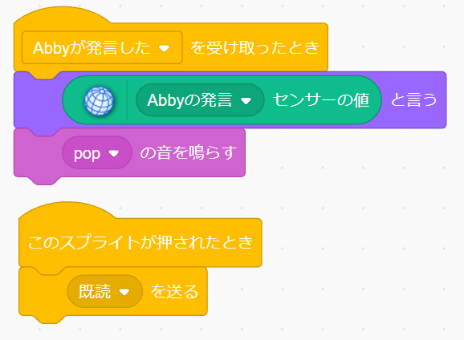 Abbyが発言した を受け取ったとき
Abbyの発言 センサーの値 と言う
pop の音を鳴らす
このスプライトが押されたとき
既読 を送る